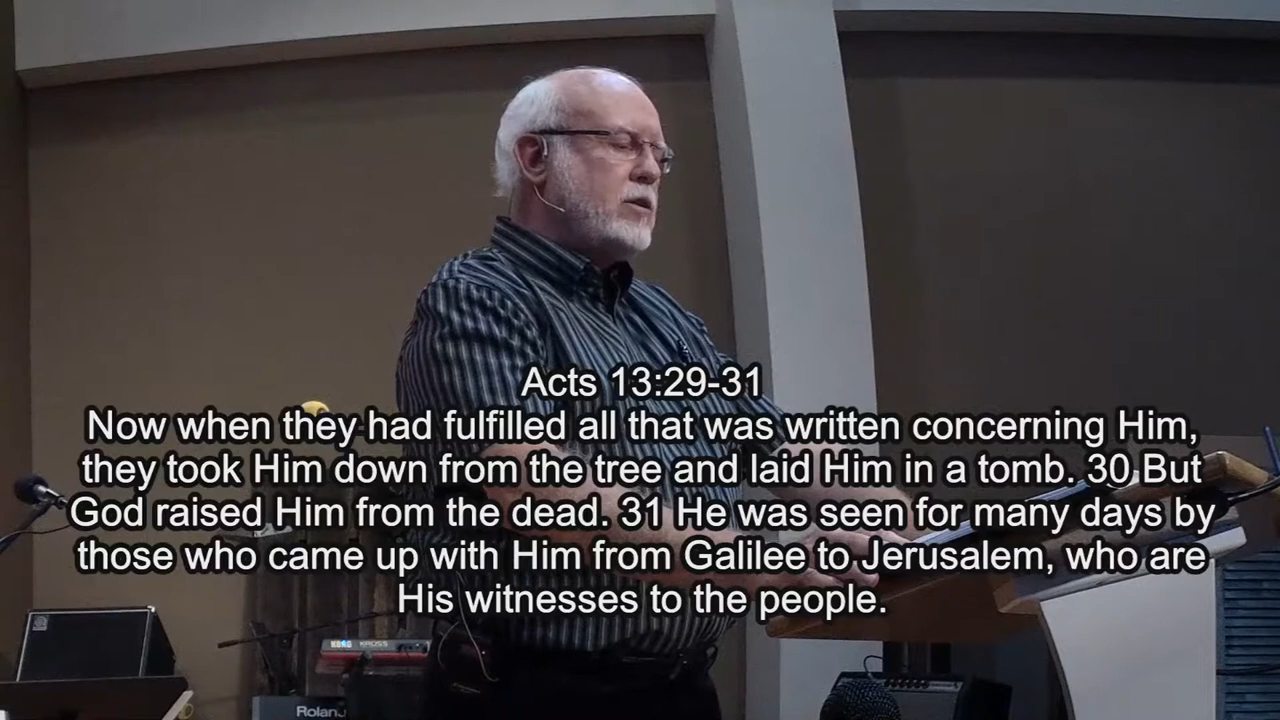 Acts 13:29-31
Now when they had fulfilled all that was written concerning Him,
they took Him down from the tree and laid Him in a tomb. 30 But
God raised Him from the dead. 31 He was seen for many days by
those who came up with Him from Galilee to Jerusalem, who are
His witnesses to the people.
KORG KROSS
Roland